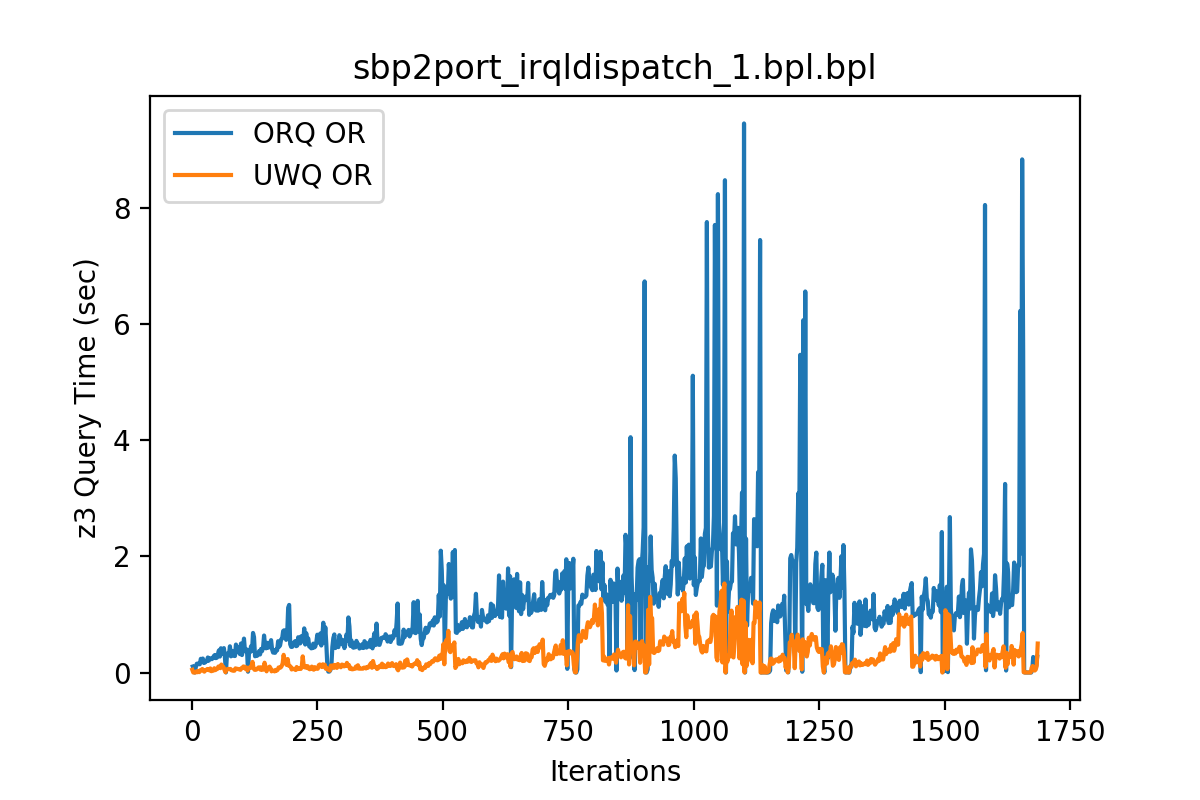 sbp2port_irqldispatch_1.bpl.bpl
ORQ OR
UWQ OR
z3 Query Time (sec)
8
6
4
2
0
0 250 500 750 1000 1250 1500 1750
Iterations